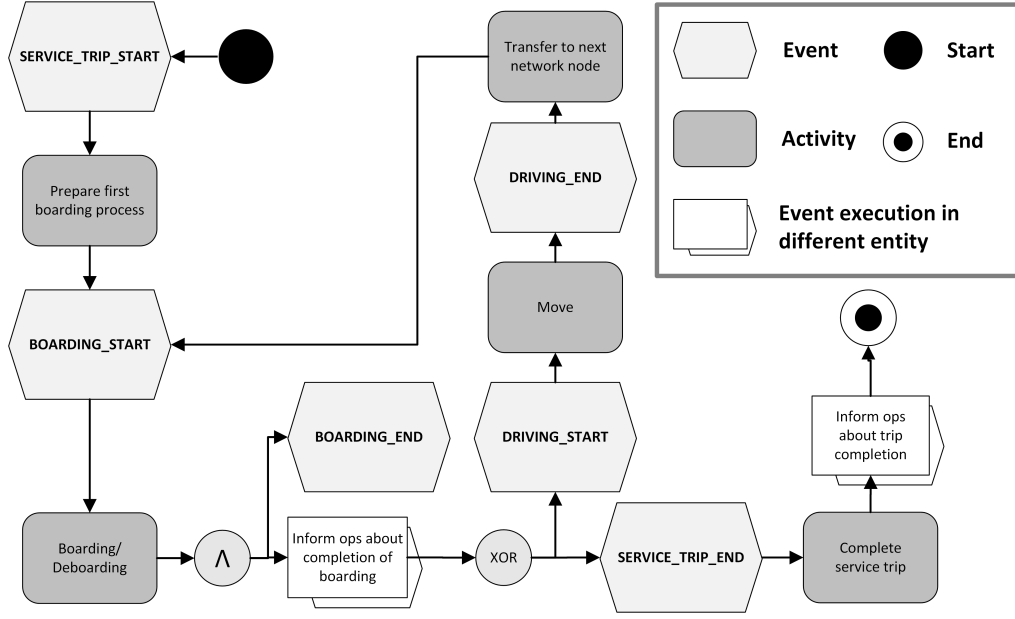 SERVICE_TRIP_START
Prepare first
boarding process
BOARDING_START
Boarding/
Deboarding
Λ
BOARDING_END
Inform ops about
completion of
boarding
XOR
Transfer to next
network node
DRIVING_END
Move
DRIVING_START
SERVICE_TRIP_END
Complete
service trip
Inform ops
about trip
completion
Event
Start
Activity
End
Event execution in
different entity